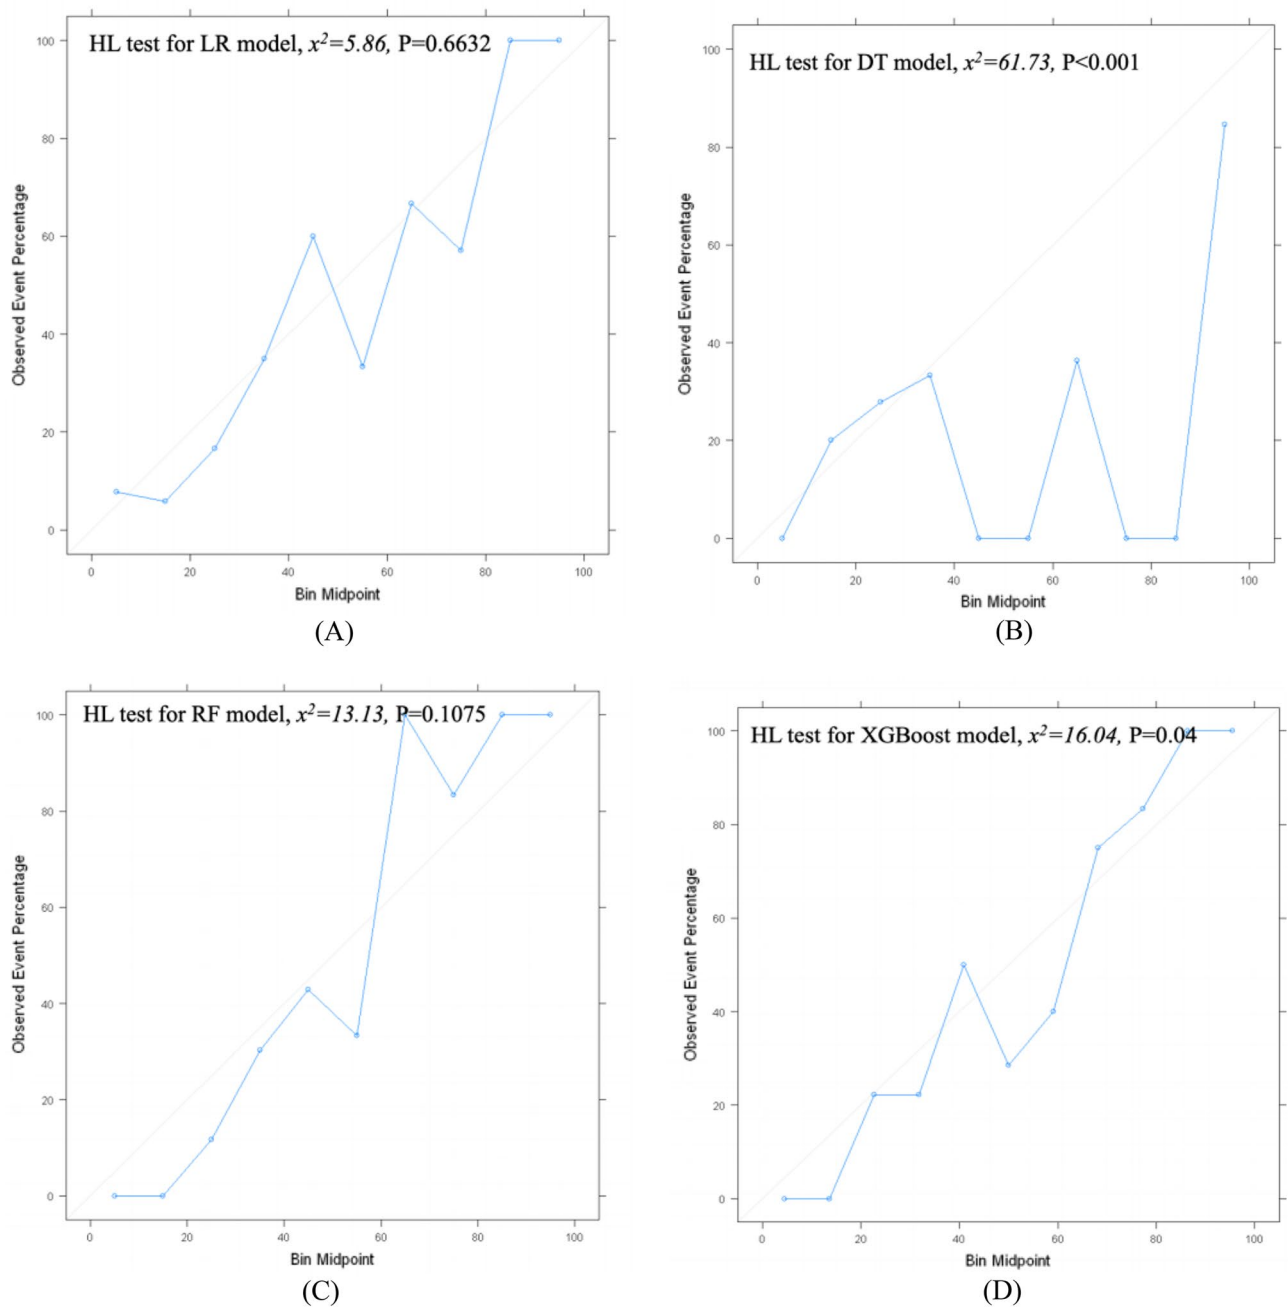 HL test for LR model, x²=5.86, P=0.6632
100
80
60
40
20
0
Observed Event Percentage
0 20 40 60 80 100
Bin Midpoint
(A)
HL test for DT model, x²=61.73, P<0.001
100
80
60
40
20
0
Observed Event Percentage
0 20 40 60 80 100
Bin Midpoint
(B)
HL test for RF model, x²=13.13, P=0.1075
100
80
60
40
20
0
Observed Event Percentage
0 20 40 60 80 100
Bin Midpoint
(C)
HL test for XGBoost model, x²=16.04, P=0.04
100
80
60
40
20
0
Observed Event Percentage
0 20 40 60 80 100
Bin Midpoint
(D)